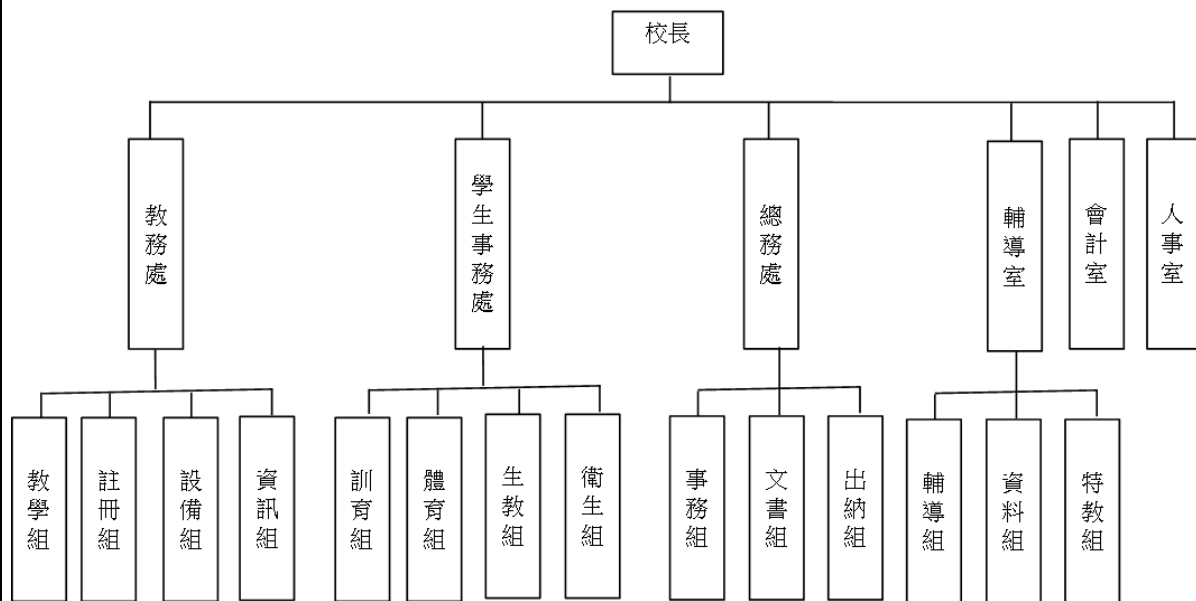 校長
教務處
學生事務處
總務處
輔導室
會計室
人事室
教學組
註冊組
設備組
資訊組
訓育組
體育組
生教組
衛生組
事務組
文書組
出納組
輔導組
資料組
特教組